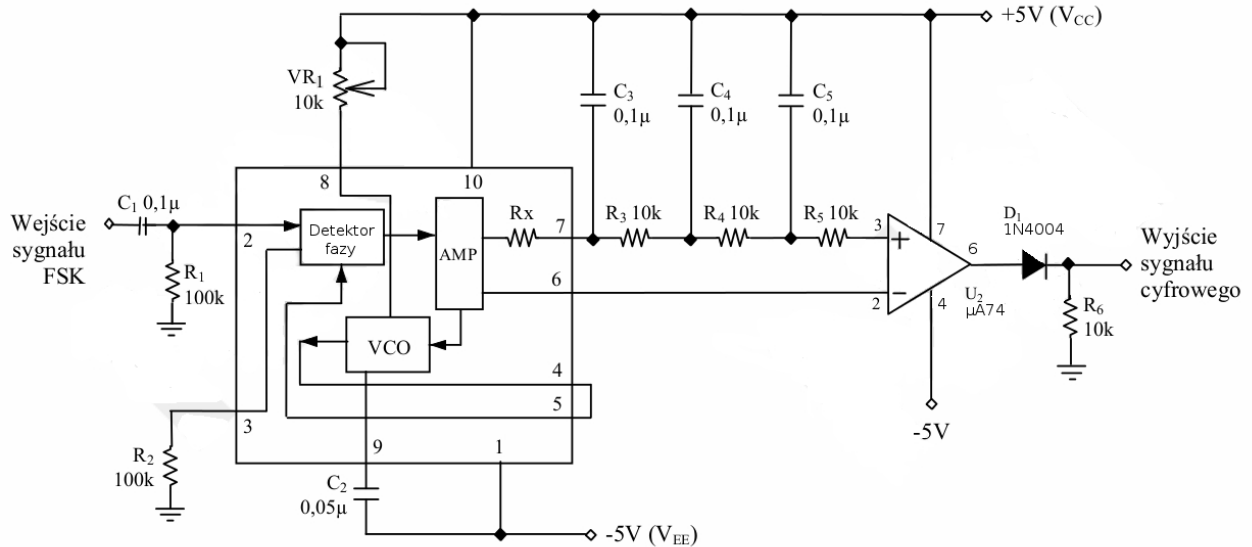 +5V (VCC)
VR1
10k
C3
0,1µ
C4
0,1µ
C5
0,1µ
8
10
Wejście
sygnału
FSK
C1 0,1µ
2
R1
100k
Detektor
fazy
AMP
Rx
7
R3 10k
R4 10k
R5 10k
3
7
6
2
4
U2
µA74
D1
1N4004
Wyjście
sygnału
cyfrowego
R6
10k
6
VCO
4
5
3
R2
100k
9
1
C2
0,05µ
-5V (VEE)
-5V